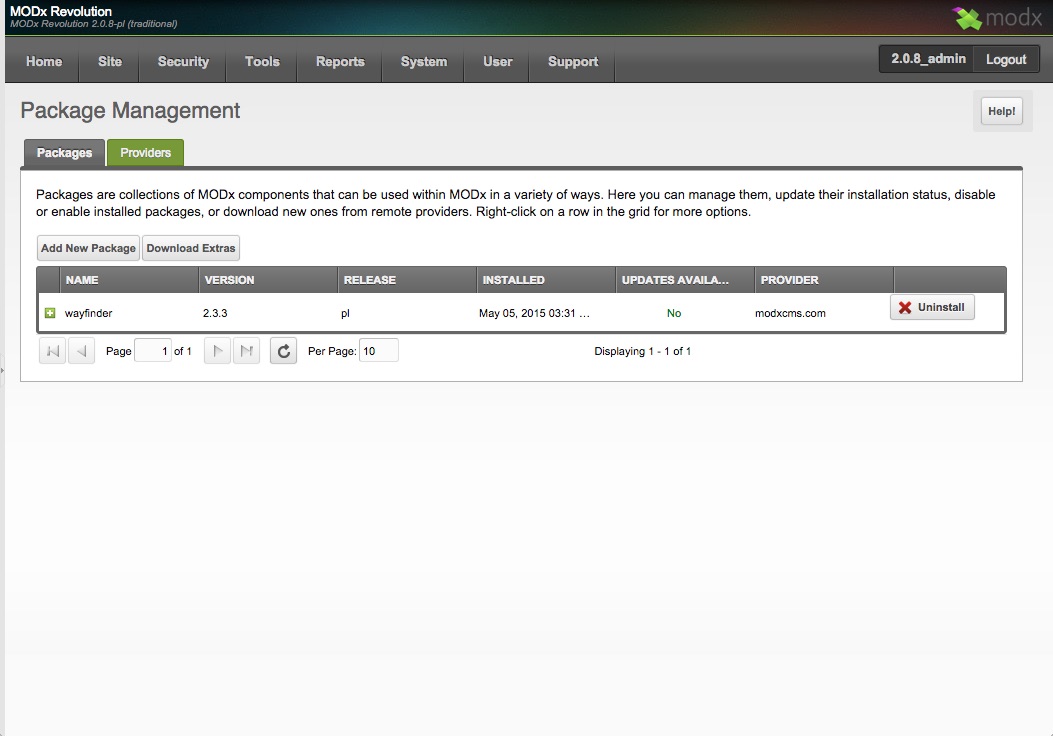 MODx Revolution
MODx Revolution 2.0.8-pl (traditional)
modx
Home Site Security Tools Reports System User Support 2.0.8_admin Logout
Package Management
Help!
Packages Providers
Packages are collections of MODx components that can be used within MODx in a variety of ways. Here you can manage them, update their installation status, disable
or enable installed packages, or download new ones from remote providers. Right-click on a row in the grid for more options.
Add New Package Download Extras
NAME VERSION RELEASE INSTALLED UPDATES AVAILA... PROVIDER
wayfinder 2.3.3 pl May 05, 2015 03:31 ... No modxcms.com Uninstall
Page 1 of 1 Per Page: 10 Displaying 1 - 1 of 1